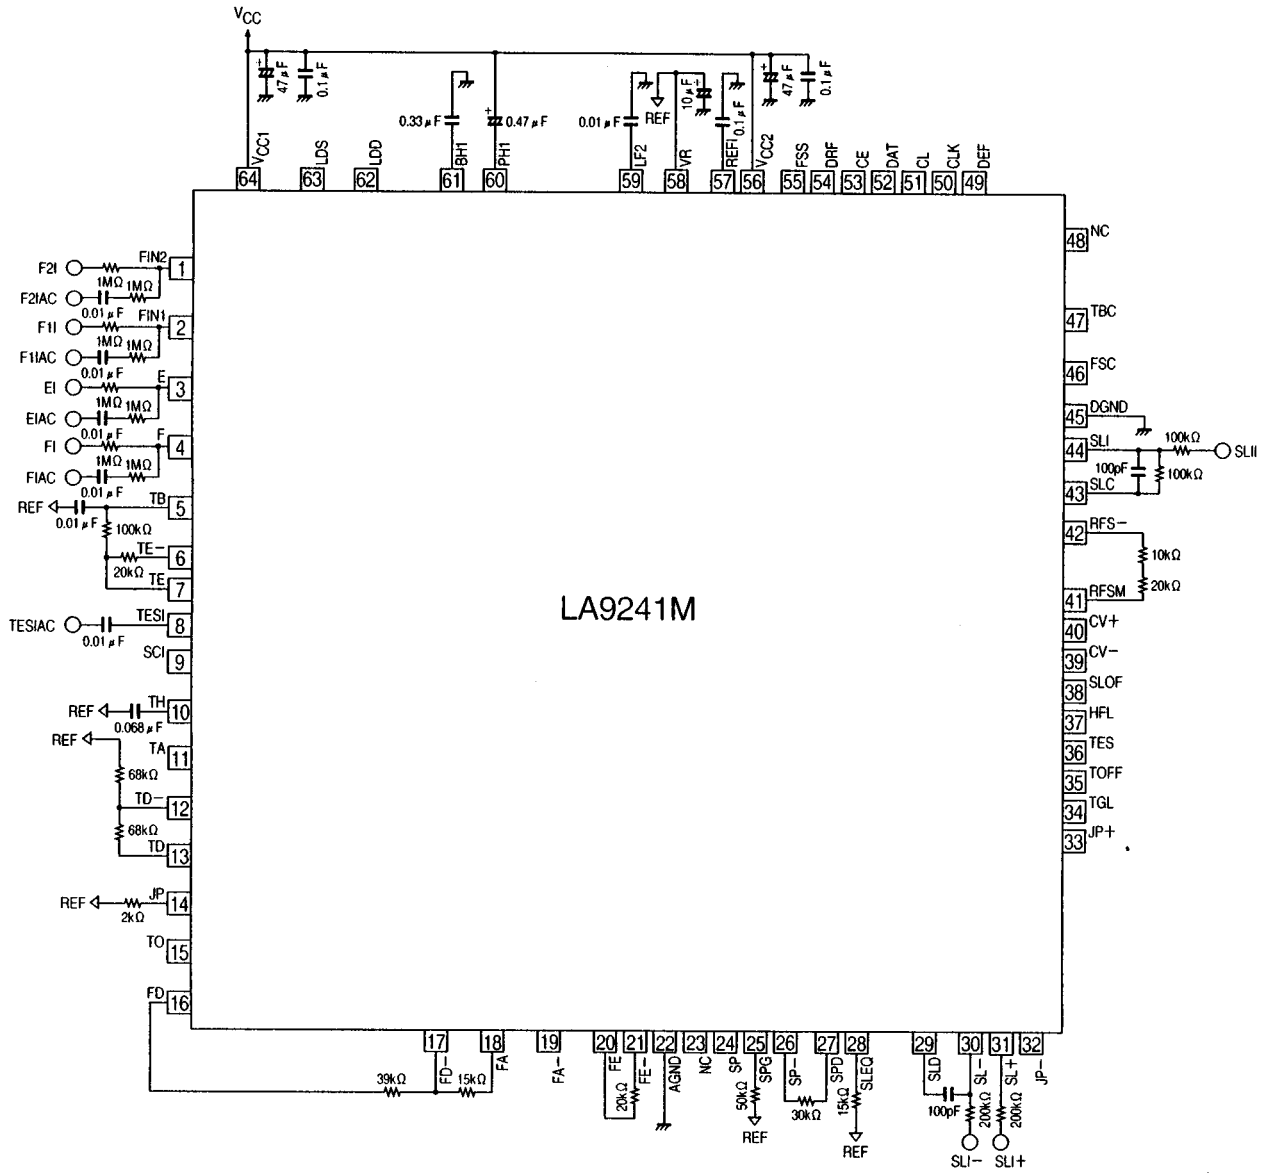 VCC
47μF
0.1μF
0.33μF
0.47μF
0.01μF
REF
10μF
0.1μF
47μF
0.1μF
VCC1
LDS
LDD
BH1
PH1
LF2
VR
REFI
VCC2
FSS
DRF
CE
DAT
CL
CLK
DEF
64
63
62
61
60
59
58
57
56
55
54
53
52
51
50
49
F2I
1MΩ
FIN2
1
F2IAC
0.01μF
1MΩ
F1I
1MΩ
FIN1
2
F1IAC
0.01μF
1MΩ
EI
1MΩ
E
3
EIAC
0.01μF
1MΩ
FI
1MΩ
F
4
FIAC
0.01μF
1MΩ
REF
0.01μF
TB
5
100kΩ
TE−
6
20kΩ
TE
7
TESIAC
0.01μF
TESI
8
SCI
9
REF
0.068μF
TH
10
REF
TA
11
68kΩ
TD−
12
68kΩ
TD
13
REF
2kΩ
JP
14
TO
15
FD
16
LA9241M
48 NC
47 TBC
46 FSC
45 DGND
44 SLI
100kΩ
SLII
100pF
100kΩ
43 SLC
42 RFS−
10kΩ
20kΩ
41 RFSM
40 CV+
39 CV−
38 SLOF
37 HFL
36 TES
35 TOFF
34 TGL
33 JP+
17
18
19
20
21
22
23
24
25
26
27
28
29
30
31
32
FD−
FA
FA−
FE
FE−
AGND
NC
SP
SPG
SP−
SPD
SLEQ
SLD
SL−
SL+
JP−
39kΩ
15kΩ
20kΩ
50kΩ
30kΩ
15kΩ
100pF
200kΩ
200kΩ
REF
REF
SLI−
SLI+